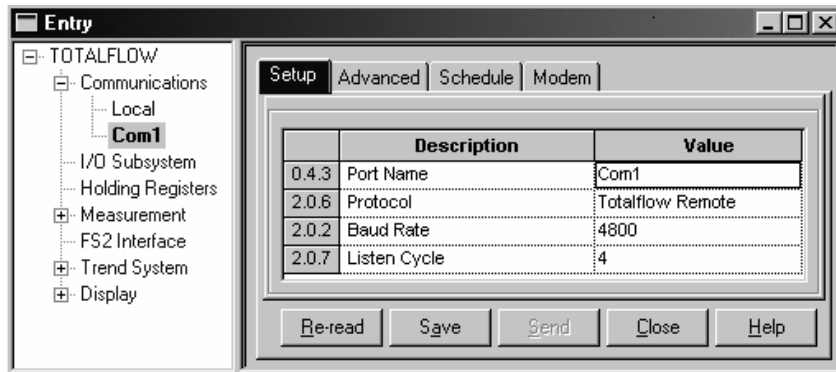 Entry
TOTALFLOW
Communications
Local
Com1
I/O Subsystem
Holding Registers
Measurement
FS2 Interface
Trend System
Display
Setup Advanced Schedule Modem
Description Value
0.4.3 Port Name Com1
2.0.6 Protocol Totalflow Remote
2.0.2 Baud Rate 4800
2.0.7 Listen Cycle 4
Re-read Save Send Close Help